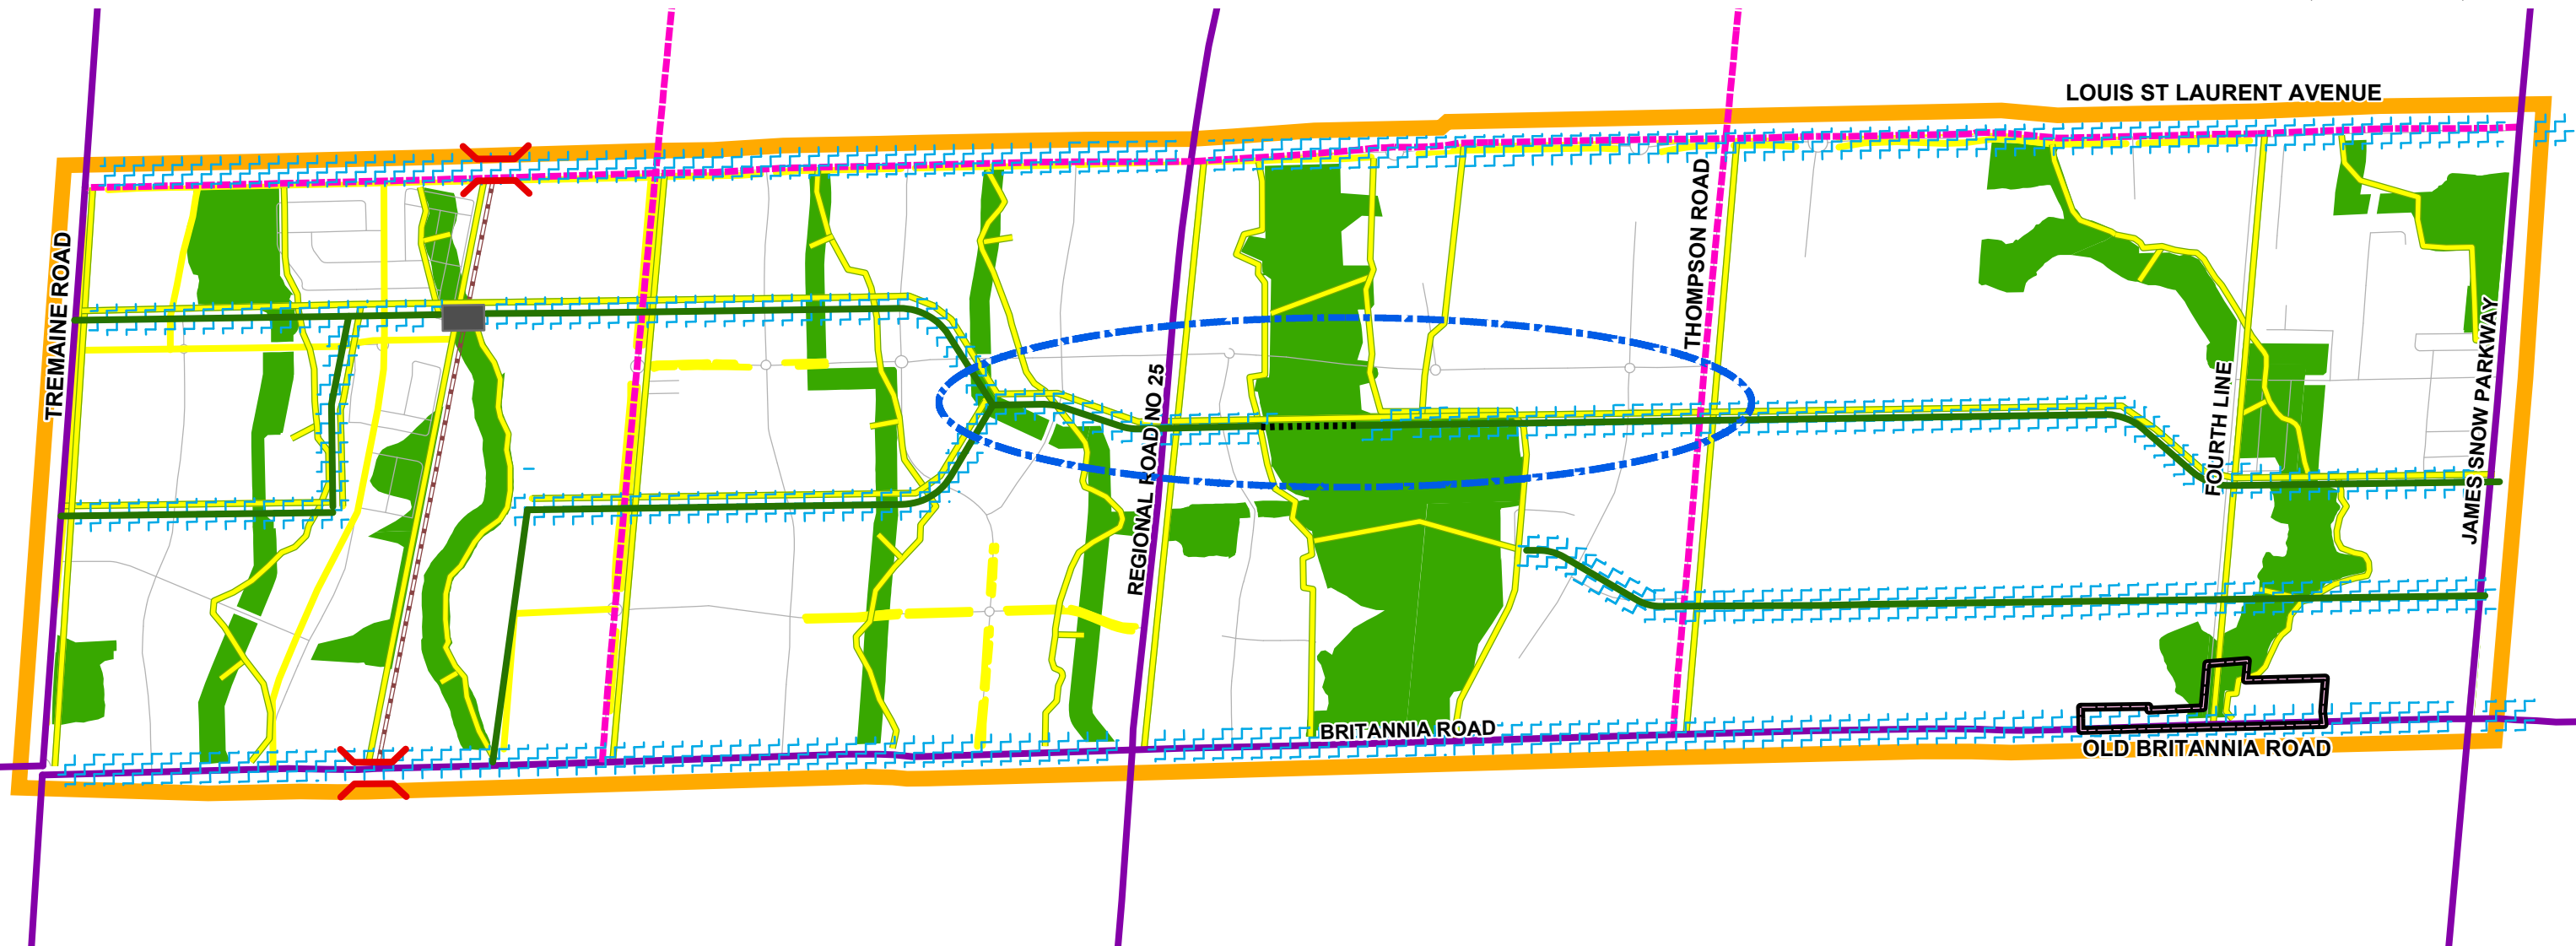 LOUIS ST LAURENT AVENUE
TREMAINE ROAD
REGIONAL ROAD NO 25
THOMPSON ROAD
FOURTH LINE
JAMES SNOW PARKWAY
BRITANNIA ROAD
OLD BRITANNIA ROAD